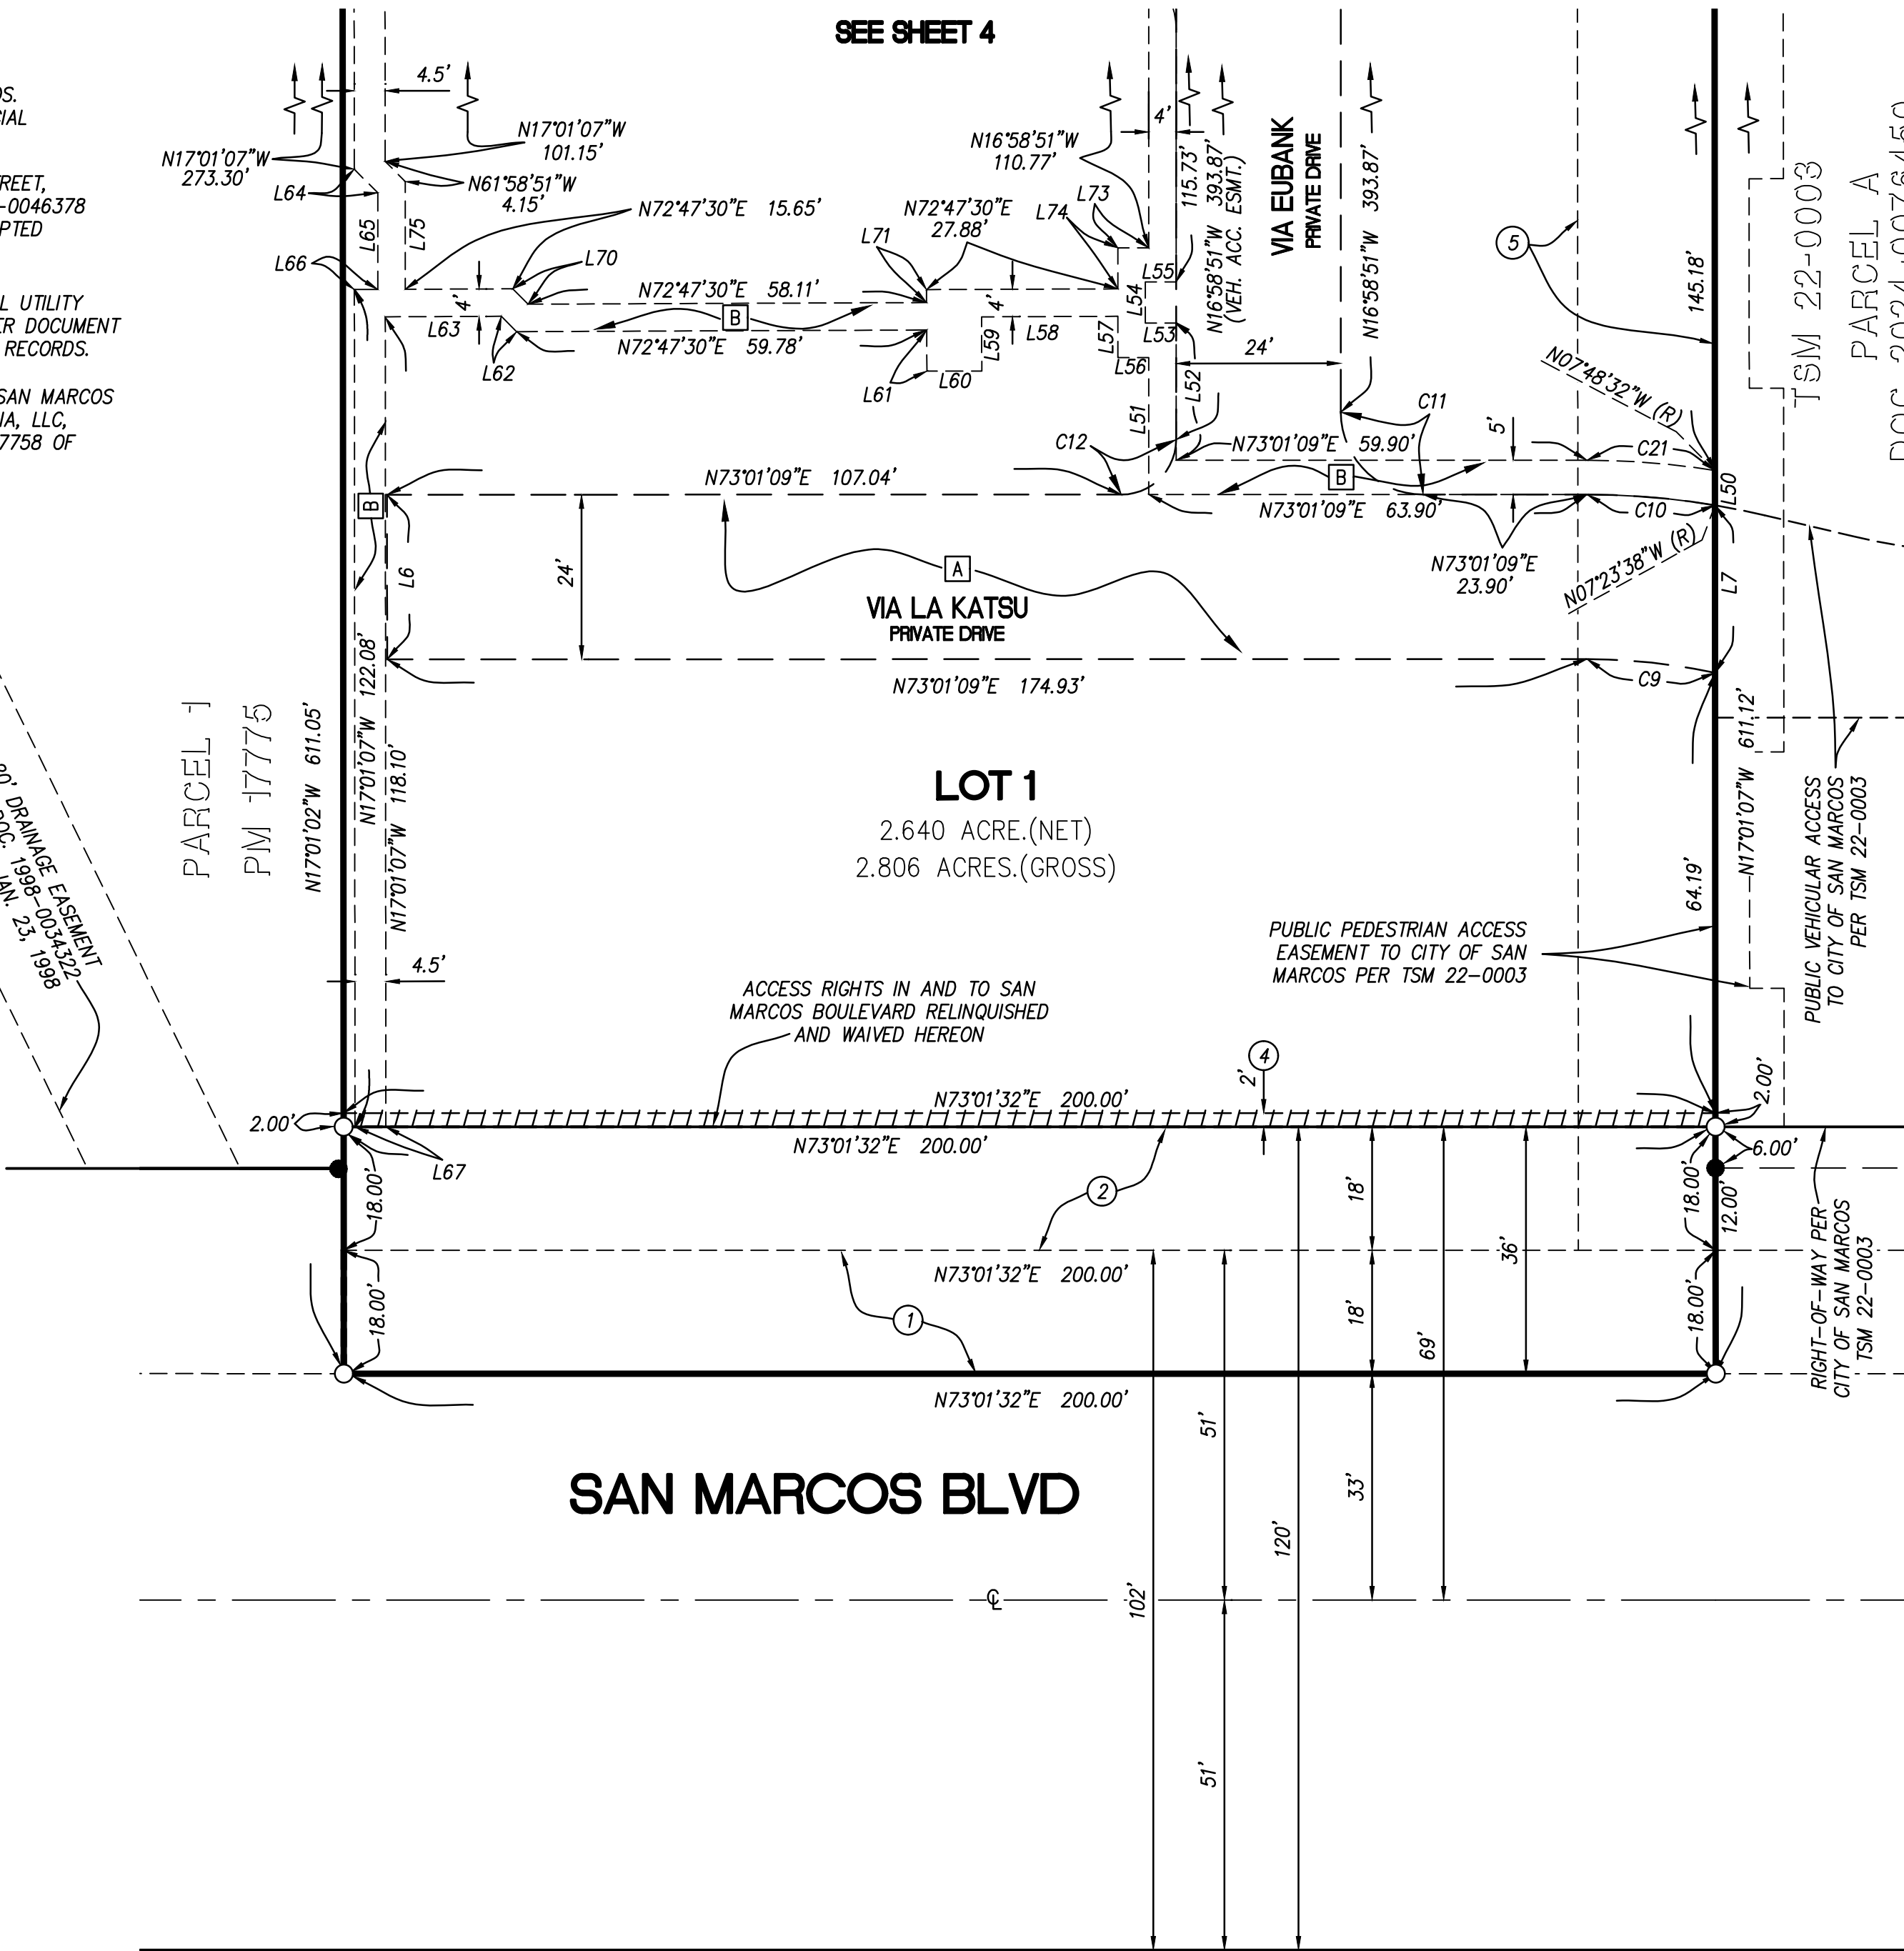 SEE SHEET 4
DS.
CIAL
REET,
-0046378
PTED
L UTILITY
ER DOCUMENT
RECORDS.
SAN MARCOS
IA, LLC,
7758 OF
4.5'
N17°01'07"W
273.30'
L64
L65
L75
L66
N17°01'07"W
101.15'
N61°58'51"W
4.15'
N72°47'30"E 15.65'
L70
N72°47'30"E 58.11'
B
N72°47'30"E 59.78'
4'
L63
L62
L71
N72°47'30"E
27.88'
L61
L60
L59
4'
L58
N16°58'51"W
110.77'
L74
L73
4'
L57
L56
L55
L54
L53
L52
L51
115.73'
N16°58'51"W 393.87'
(VEH. ACC. ESMT.)
VIA EUBANK
PRIVATE DRIVE
N16°58'51"W 393.87'
24'
5
145.18'
TSM 22-0003
PARCEL A
DOC 2024-0076450
N07°48'32"W (R)
C11
C12
N73°01'09"E 59.90'
5'
C21
L50
B
N73°01'09"E 63.90'
C10
N73°01'09"E
23.90'
N07°23'38"W (R)
L7
N73°01'09"E 107.04'
B
L6
24'
A
VIA LA KATSU
PRIVATE DRIVE
N73°01'09"E 174.93'
C9
PARCEL 1
PM 17775
N17°01'02"W 611.05'
N17°01'07"W 122.08'
N17°01'07"W 118.10'
LOT 1
2.640 ACRE.(NET)
2.806 ACRES.(GROSS)
64.19'
N17°01'07"W 611.12'
PUBLIC VEHICULAR ACCESS
TO CITY OF SAN MARCOS
PER TSM 22-0003
PUBLIC PEDESTRIAN ACCESS
EASEMENT TO CITY OF SAN
MARCOS PER TSM 22-0003
20' DRAINAGE EASEMENT
DOC. 1998-0034322
JAN. 23, 1998
4.5'
ACCESS RIGHTS IN AND TO SAN
MARCOS BOULEVARD RELINQUISHED
AND WAIVED HEREON
4
2'
N73°01'32"E 200.00'
2.00'
2.00'
N73°01'32"E 200.00'
6.00'
L67
18.00'
2
18'
18.00'
12.00'
36'
N73°01'32"E 200.00'
18.00'
1
18'
69'
18.00'
RIGHT-OF-WAY PER
CITY OF SAN MARCOS
TSM 22-0003
N73°01'32"E 200.00'
51'
33'
SAN MARCOS BLVD
120'
102'
℄
51'